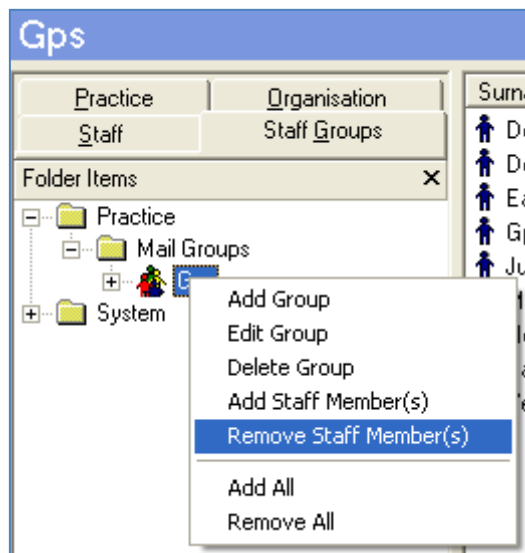 Gps
Practice Organisation
Staff Staff Groups
Folder Items
Practice
Mail Groups
System
Add Group
Edit Group
Delete Group
Add Staff Member(s)
Remove Staff Member(s)
Add All
Remove All